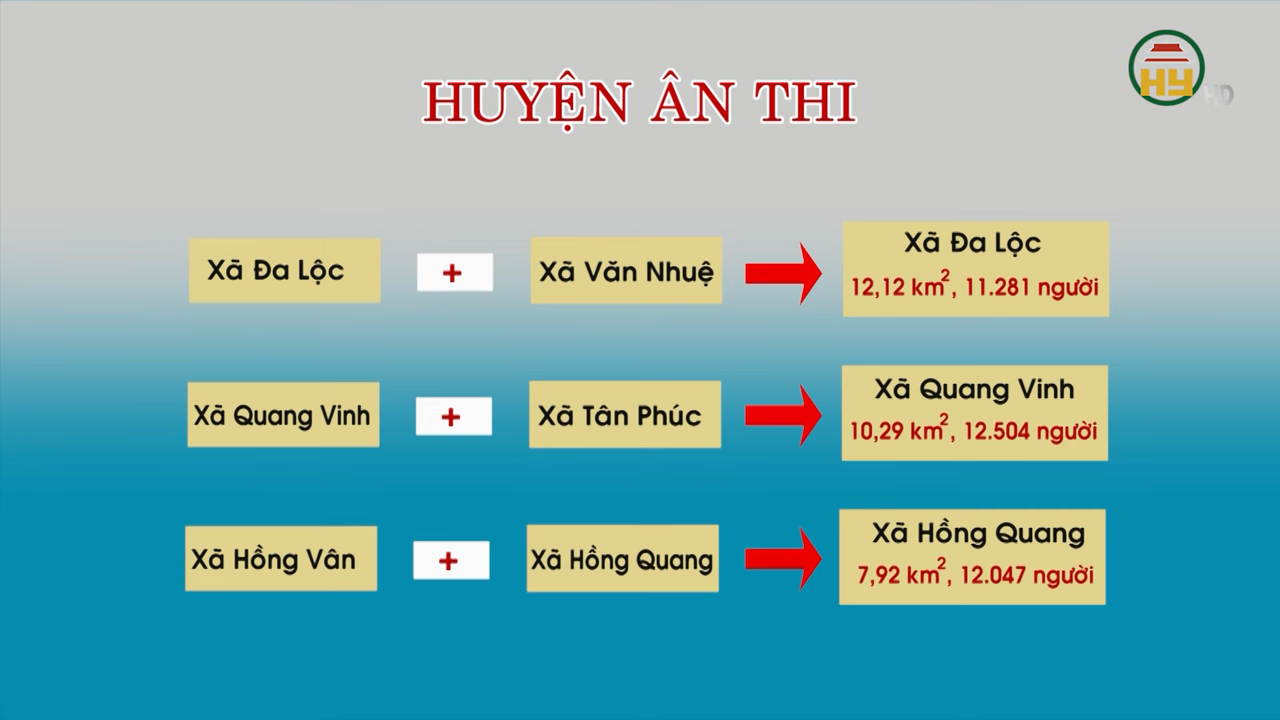 HY HD
HUYỆN ÂN THI
Xã Đa Lộc + Xã Văn Nhuệ
Xã Đa Lộc
12,12 km², 11.281 người
Xã Quang Vinh + Xã Tân Phúc
Xã Quang Vinh
10,29 km², 12.504 người
Xã Hồng Vân + Xã Hồng Quang
Xã Hồng Quang
7,92 km², 12.047 người